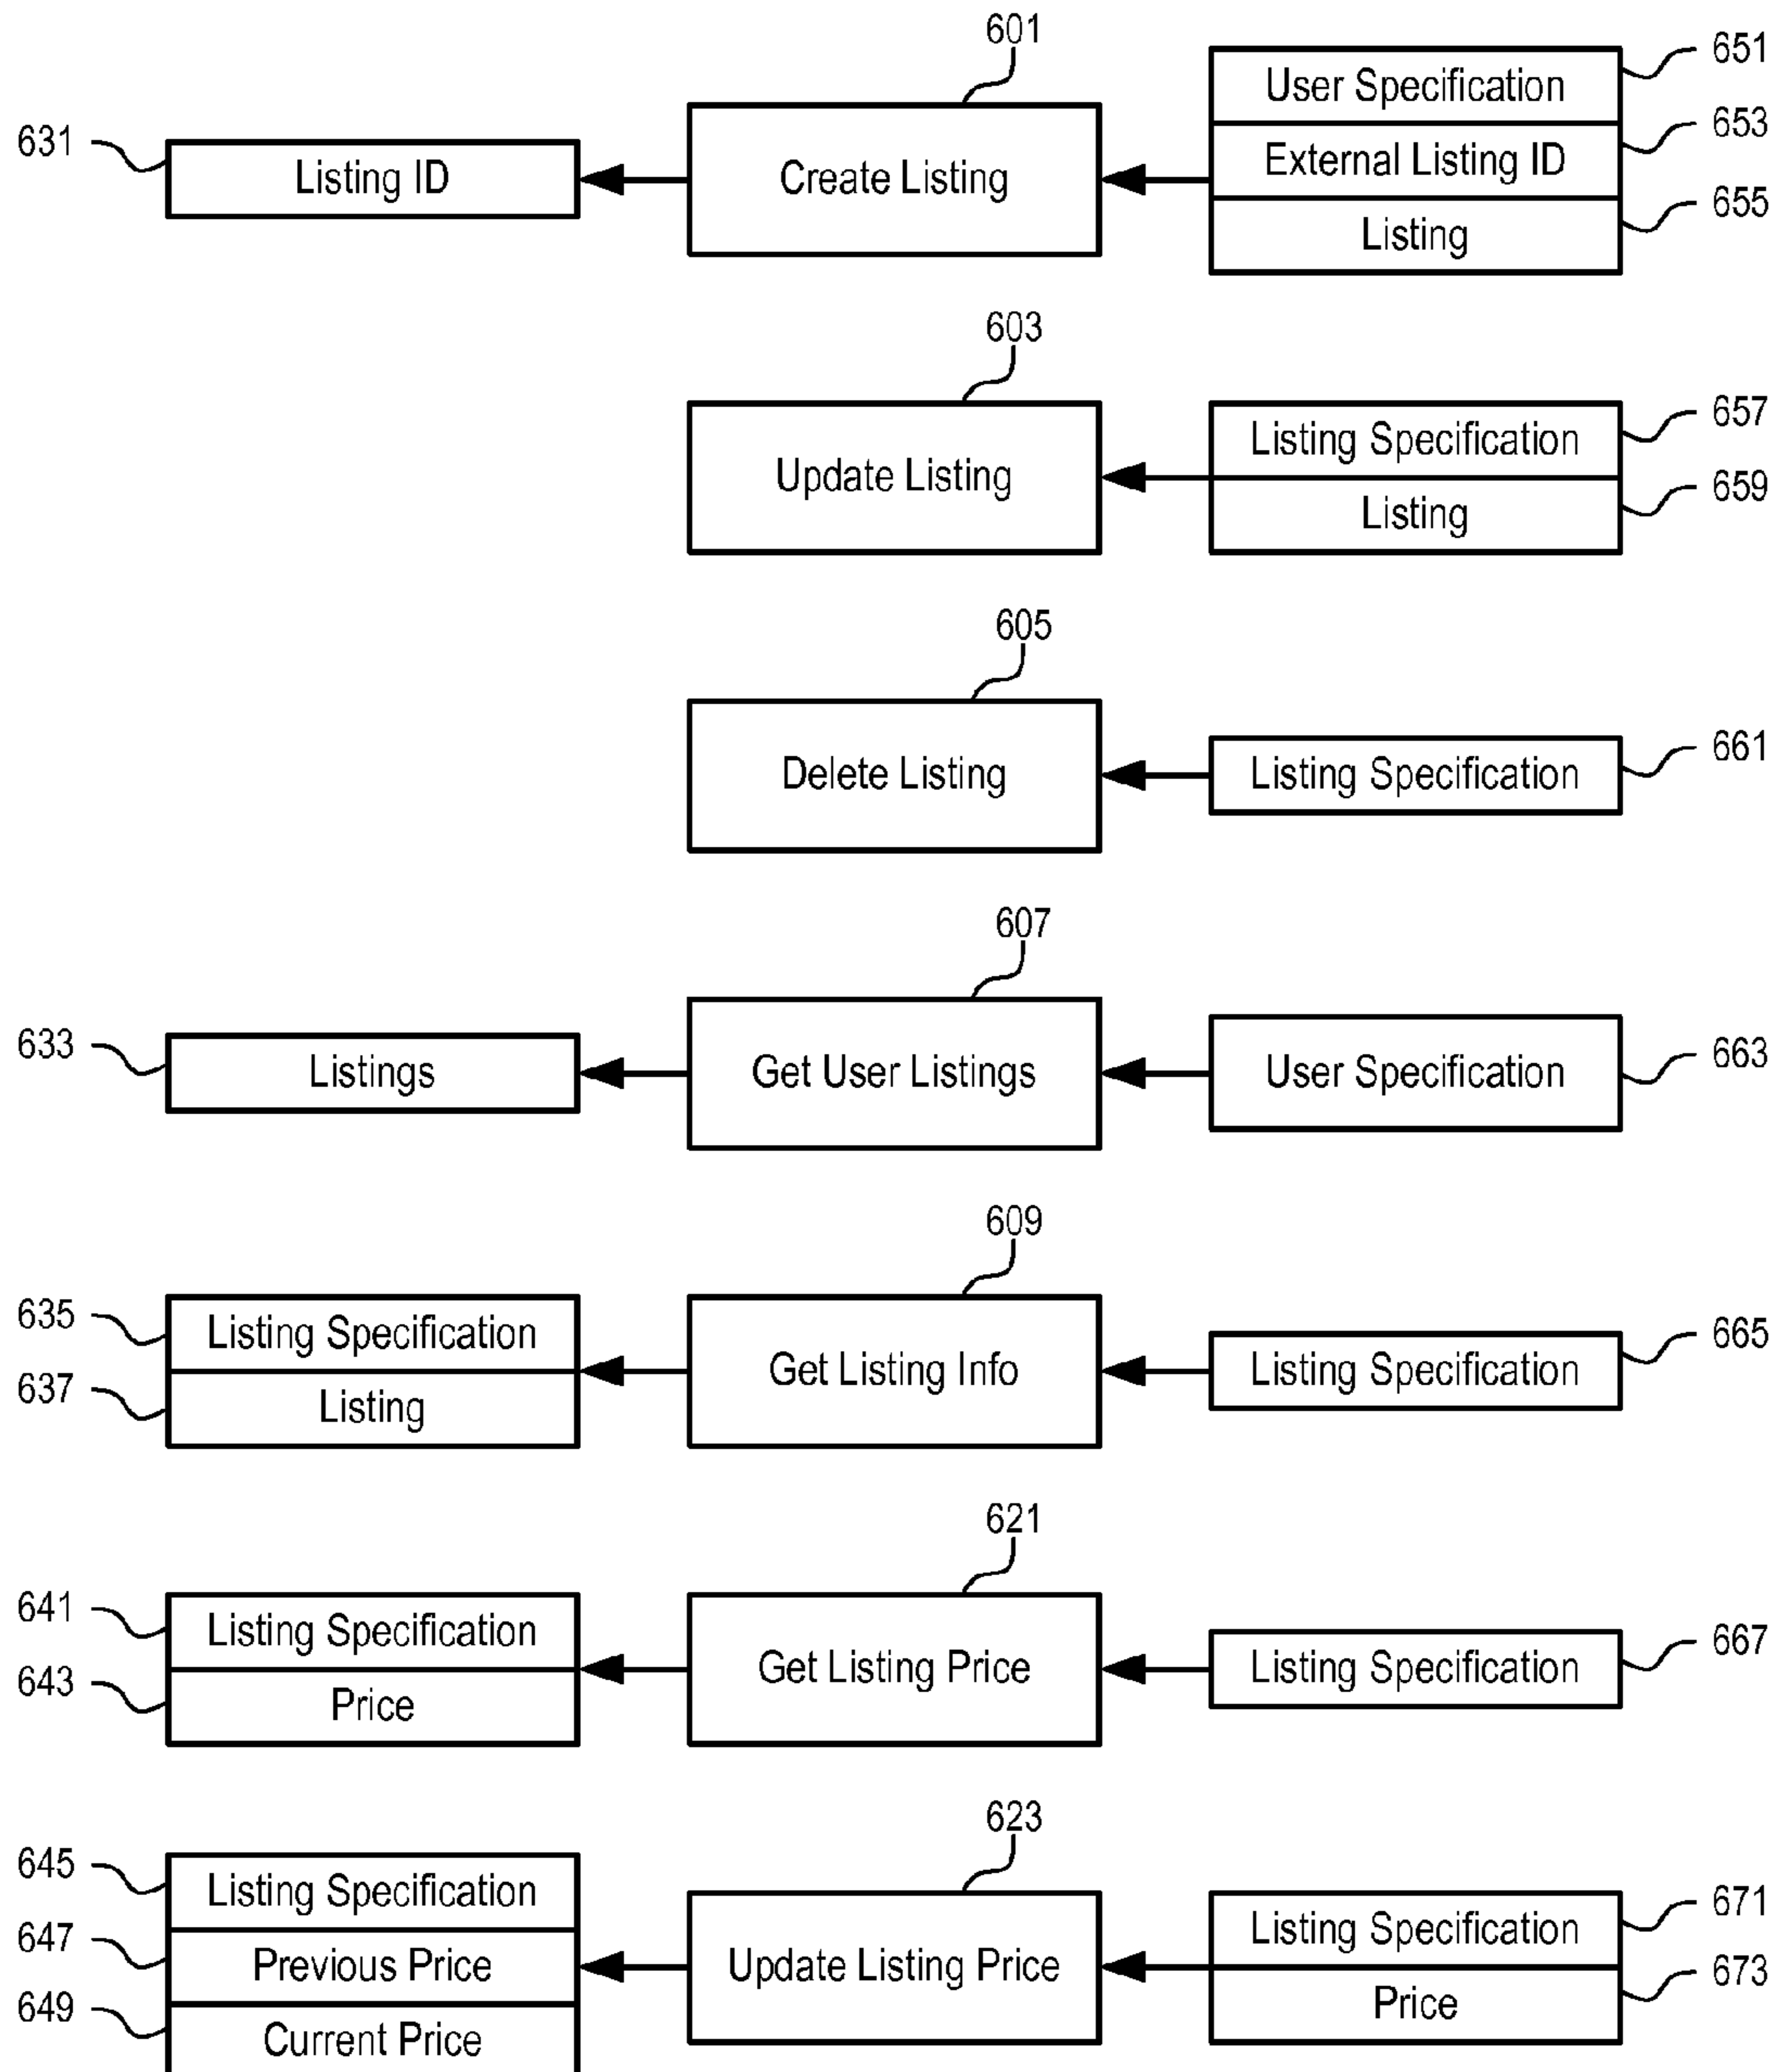 601
651
User Specification
653
631
Listing ID
Create Listing
External Listing ID
655
Listing
603
657
Listing Specification
Update Listing
659
Listing
605
661
Delete Listing
Listing Specification
607
633
Listings
Get User Listings
User Specification
663
609
635
Listing Specification
665
637
Get Listing Info
Listing Specification
Listing
621
641
Listing Specification
667
643
Get Listing Price
Listing Specification
Price
623
645
Listing Specification
671
Listing Specification
647
Previous Price
Update Listing Price
673
649
Price
Current Price